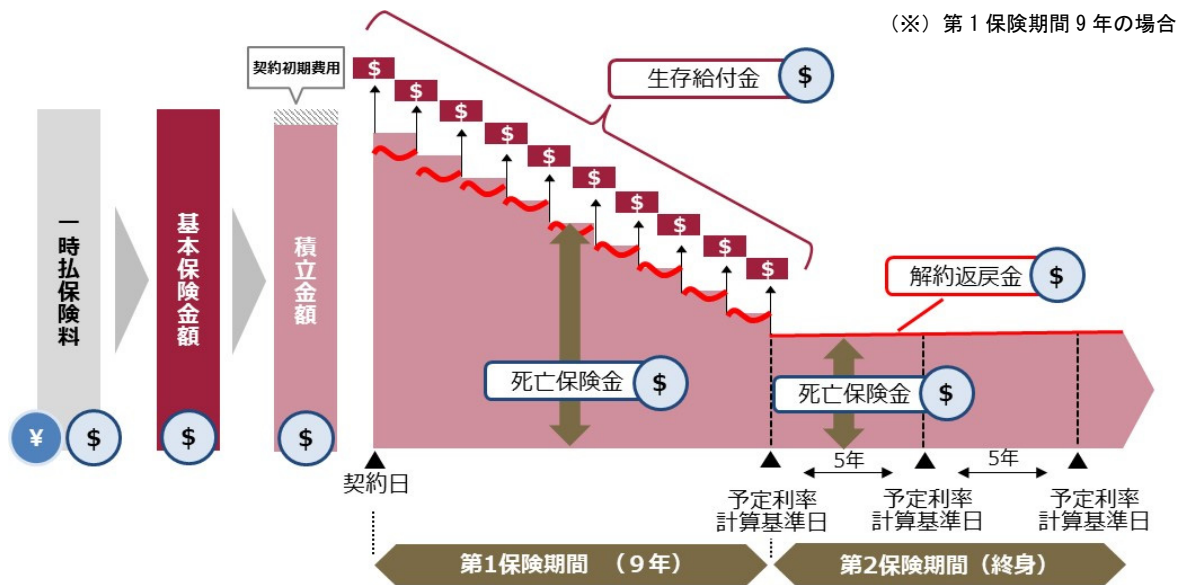 （※）第１保険期間９年の場合
契約初期費用
生存給付金
$
$
$
$
$
$
$
$
$
$
$
一時払保険料
基本保険金額
積立金額
解約返戻金
$
死亡保険金
$
死亡保険金
$
¥
$
$
$
契約日
5年
5年
予定利率
計算基準日
予定利率
計算基準日
予定利率
計算基準日
第1保険期間 （９年）
第2保険期間（終身）